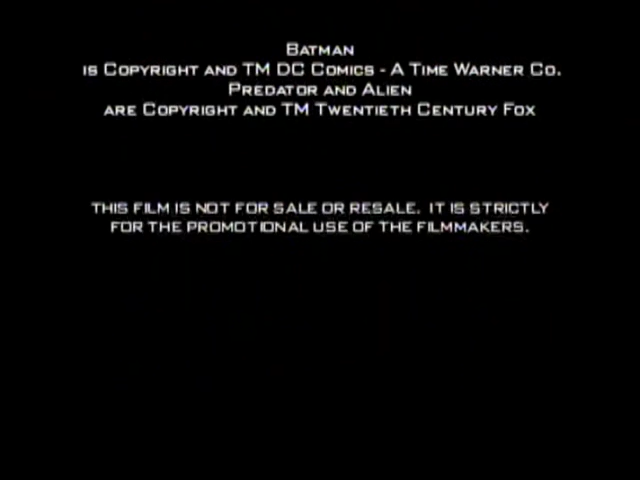 Batman
is Copyright and TM DC Comics - A Time Warner Co.
Predator and Alien
are Copyright and TM Twentieth Century Fox
THIS FILM IS NOT FOR SALE OR RESALE. IT IS STRICTLY
FOR THE PROMOTIONAL USE OF THE FILMMAKERS.